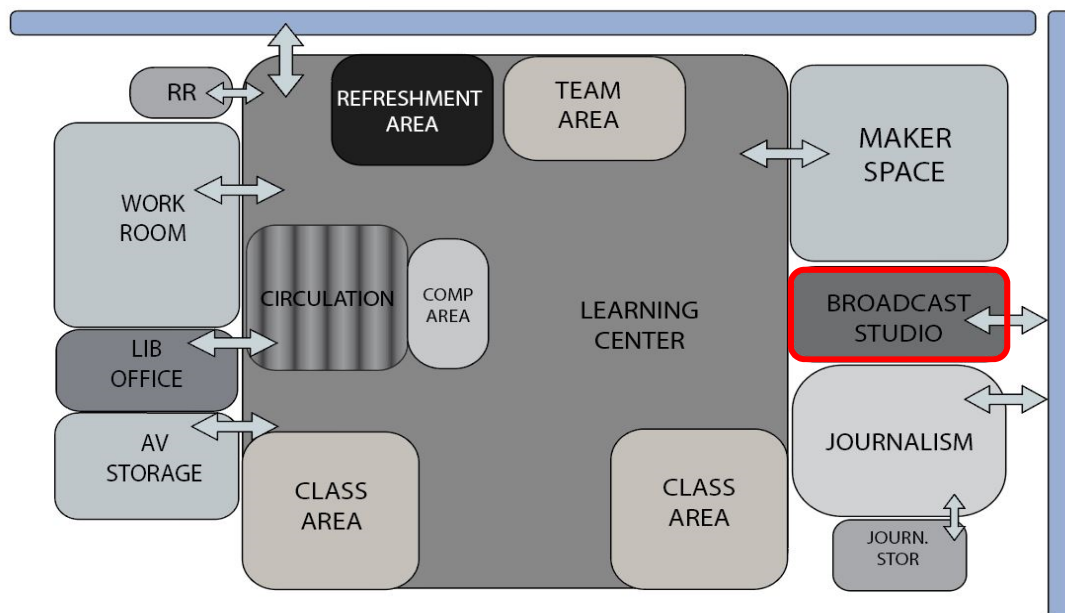 RR
REFRESHMENT
AREA
TEAM
AREA
MAKER
SPACE
WORK
ROOM
CIRCULATION
COMP
AREA
LEARNING
CENTER
BROADCAST
STUDIO
LIB
OFFICE
AV
STORAGE
CLASS
AREA
CLASS
AREA
JOURNALISM
JOURN.
STOR